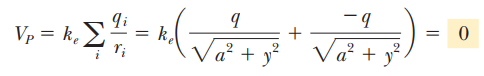 V_P = k_e \sum_i \frac{q_i}{r_i} = k_e \left( \frac{q}{\sqrt{a^2 + y^2}} + \frac{-q}{\sqrt{a^2 + y^2}} \right) = 0